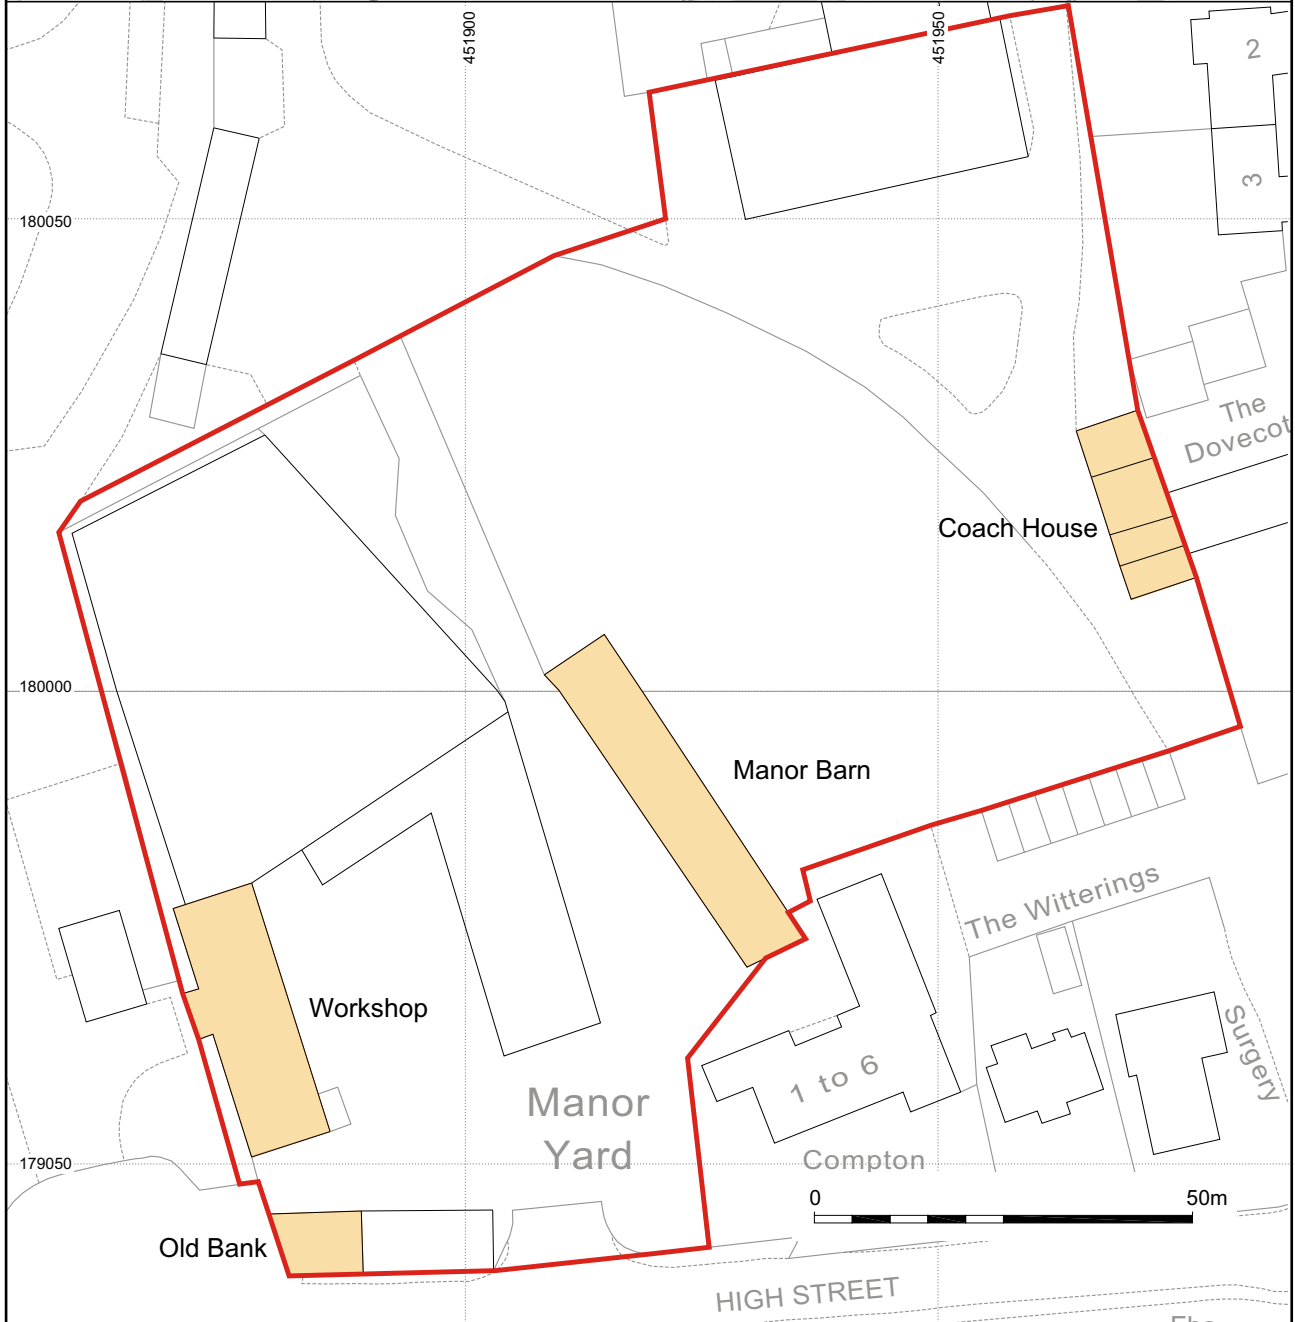 451900
451950
2
3
180050
The
Dovecot
Coach House
180000
Manor Barn
The Witterings
Workshop
Surgery
1 to 6
Manor
Yard
179050
Compton
0 50m
Old Bank
HIGH STREET